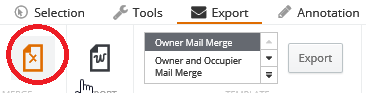 Selection Tools Export Annotation
X W
Owner Mail Merge
Owner and Occupier
Mail Merge
Export